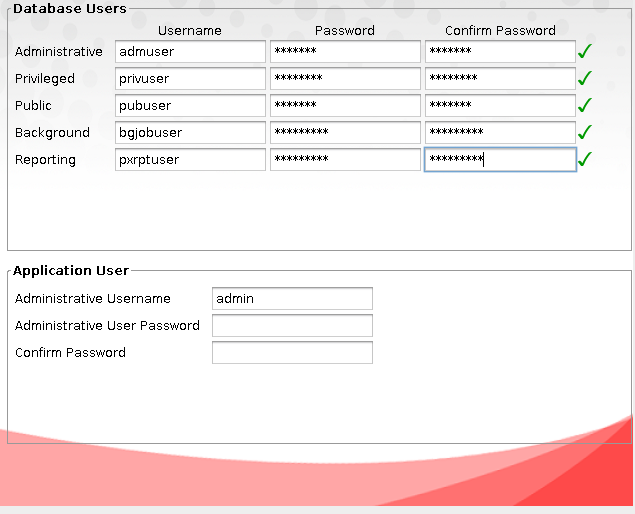 Database Users
Username Password Confirm Password
Administrative admuser ******* *******
Privileged privuser ******** ********
Public pubuser ******* *******
Background bgjobuser ********* *********
Reporting pxrptuser ********* *********
Application User
Administrative Username admin
Administrative User Password
Confirm Password